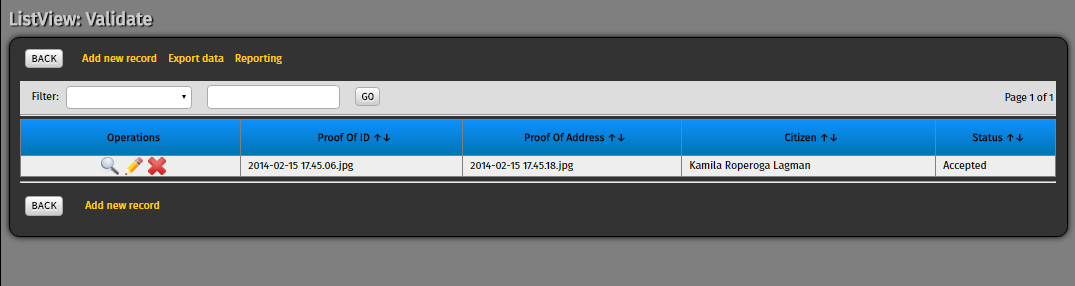 ListView: Validate
BACK Add new record Export data Reporting
Filter: GO Page 1 of 1
Operations Proof Of ID ↑↓ Proof Of Address ↑↓ Citizen ↑↓ Status ↑↓
2014-02-15 17.45.06.jpg 2014-02-15 17.45.18.jpg Kamila Roperoga Lagman Accepted
BACK Add new record